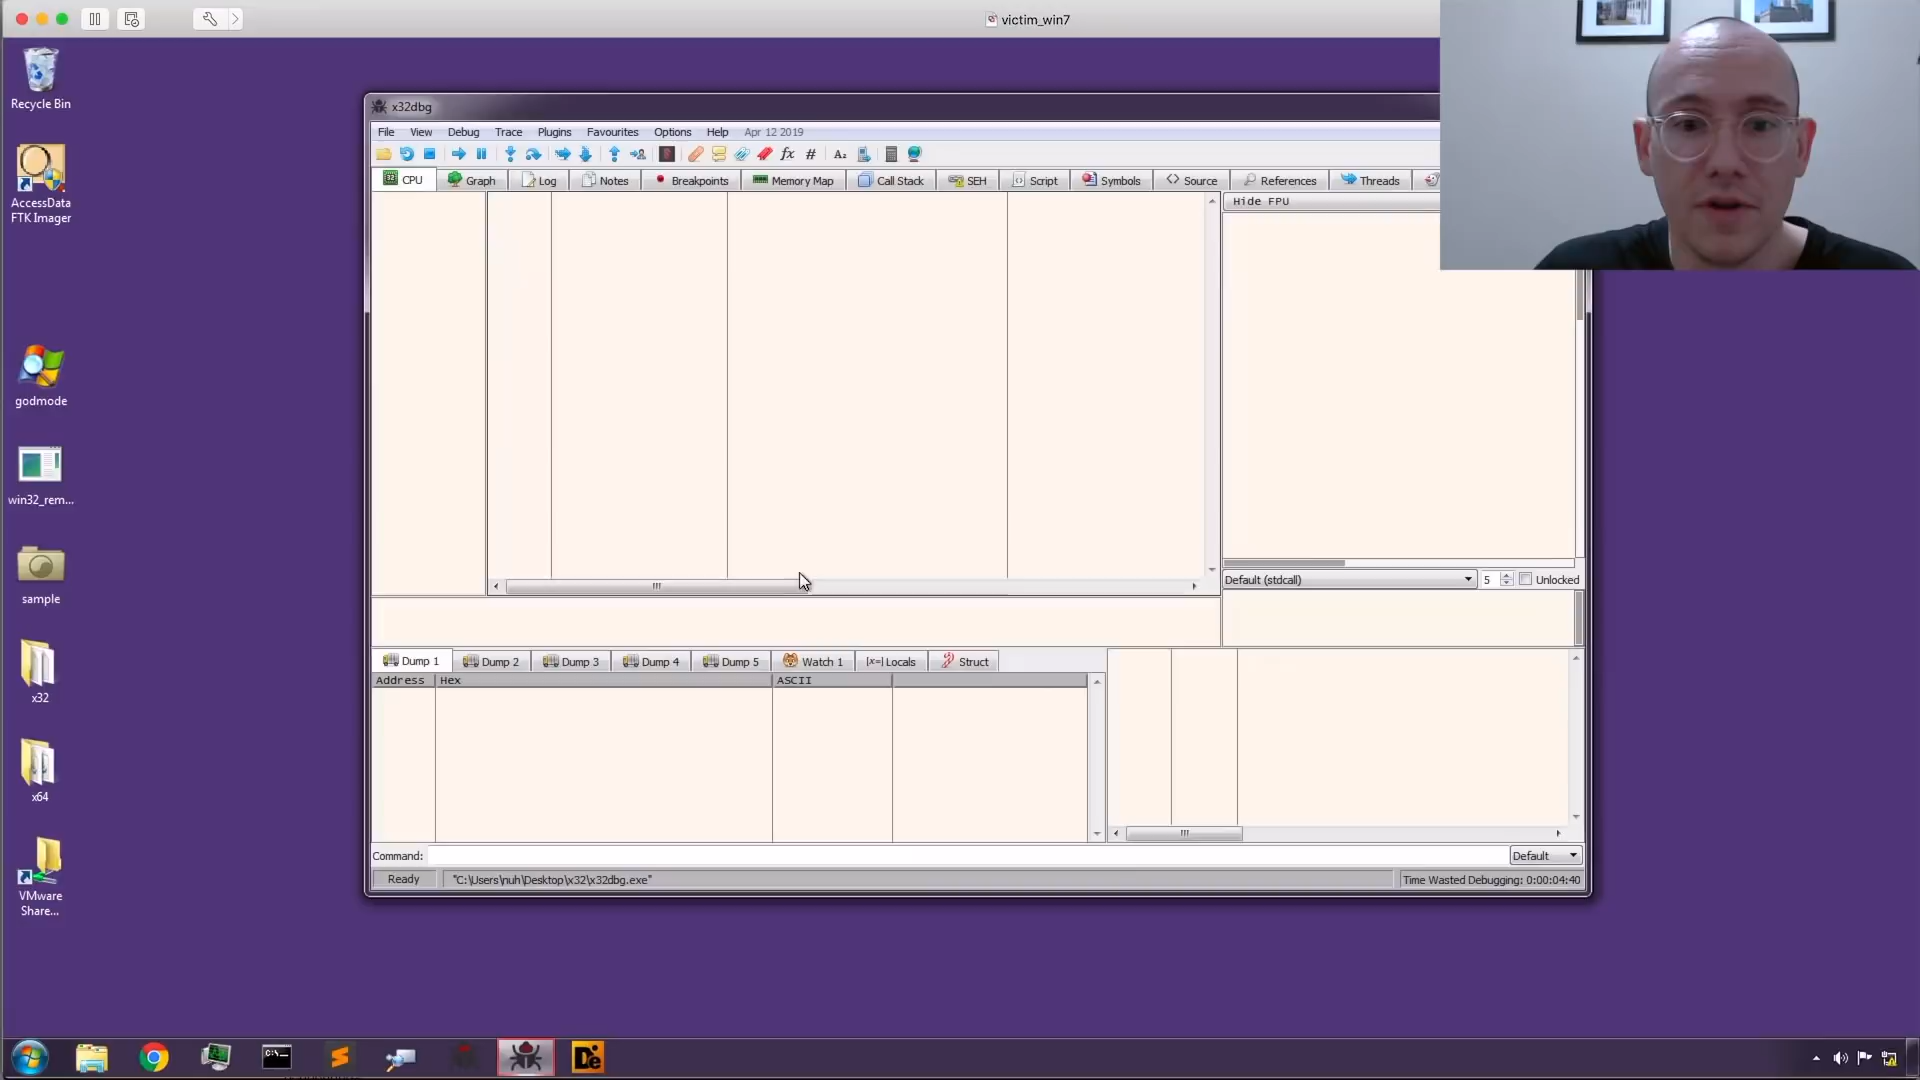 victim_win7
Recycle Bin
AccessData
FTK Imager
godmode
win32_rem...
sample
x32
x64
VMware
Share...
x32dbg
File View Debug Trace Plugins Favourites Options Help Apr 12 2019
CPU Graph Log Notes Breakpoints Memory Map Call Stack SEH Script Symbols Source References Threads
Hide FPU
Default (stdcall) 5 Unlocked
Dump 1 Dump 2 Dump 3 Dump 4 Dump 5 Watch 1 [x=] Locals Struct
Address Hex ASCII
Command: Default
Ready "C:\Users\nuh\Desktop\x32\x32dbg.exe" Time Wasted Debugging: 0:00:04:40
C:\_
De